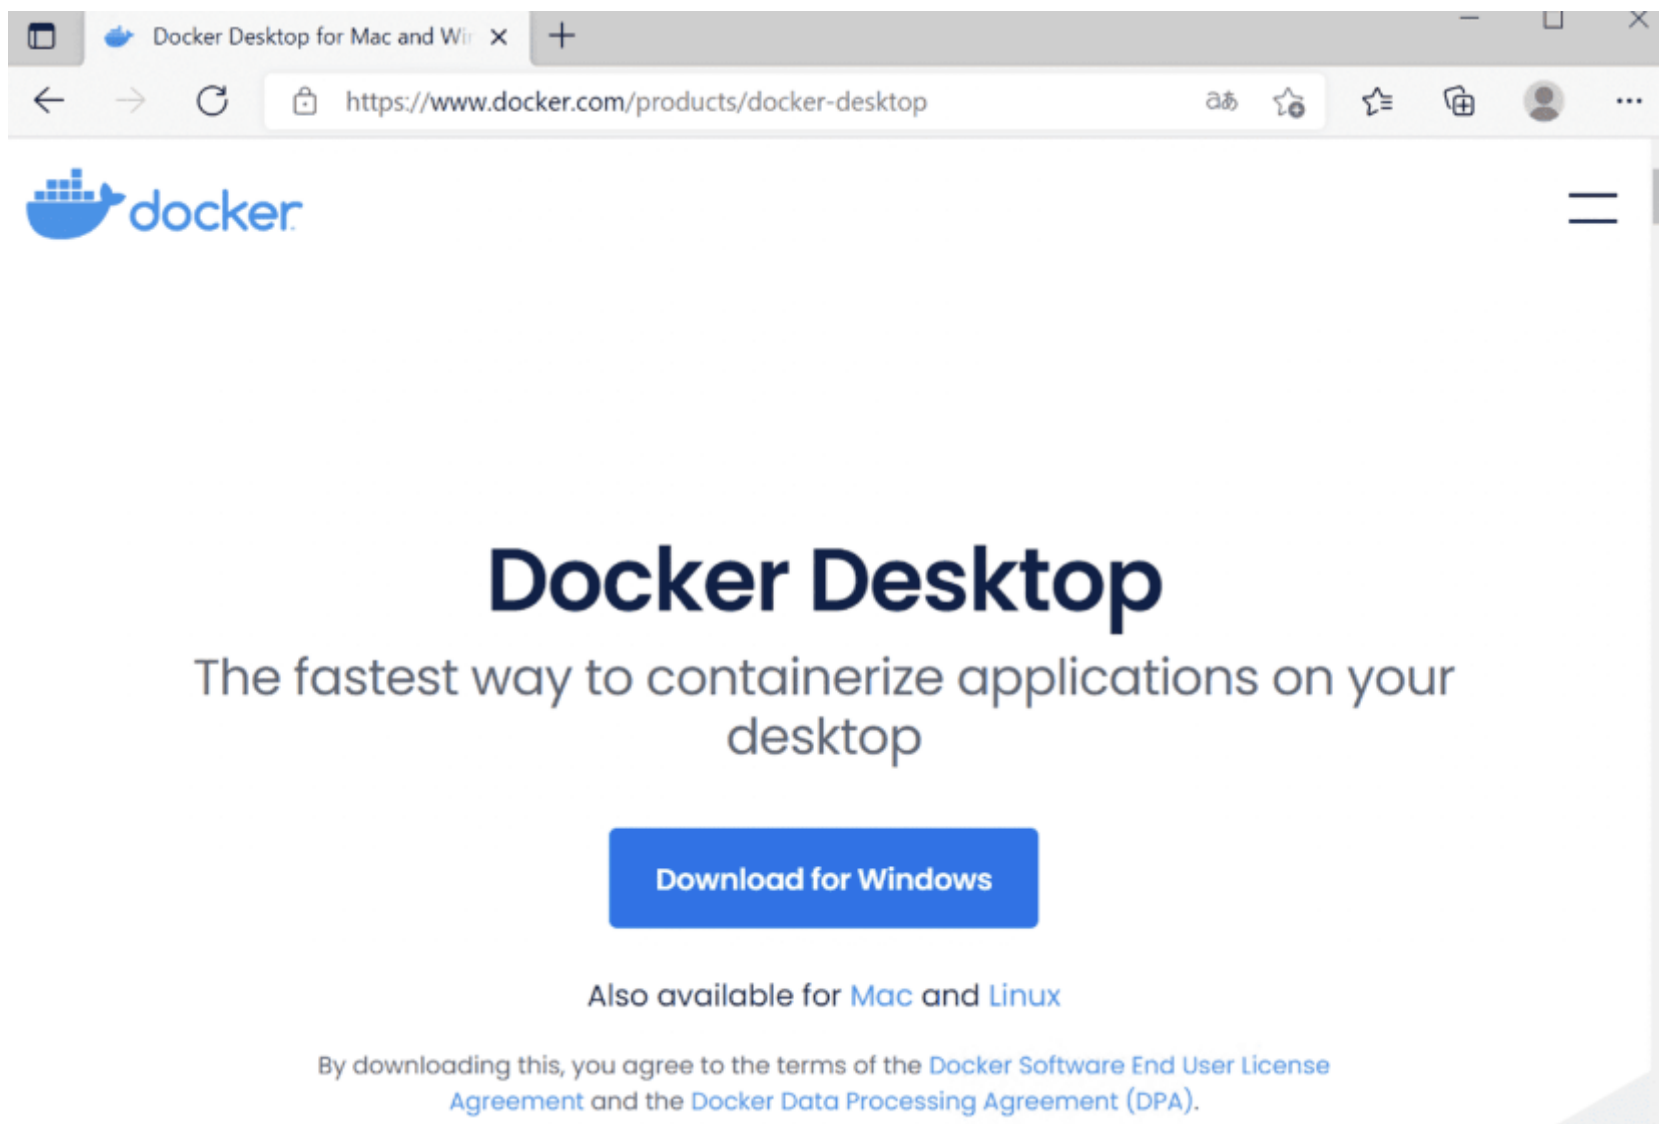 Docker Desktop for Mac and Wi
https://www.docker.com/products/docker-desktop
aあ
docker
Docker Desktop
The fastest way to containerize applications on your
desktop
Download for Windows
Also available for Mac and Linux
By downloading this, you agree to the terms of the Docker Software End User License
Agreement and the Docker Data Processing Agreement (DPA).